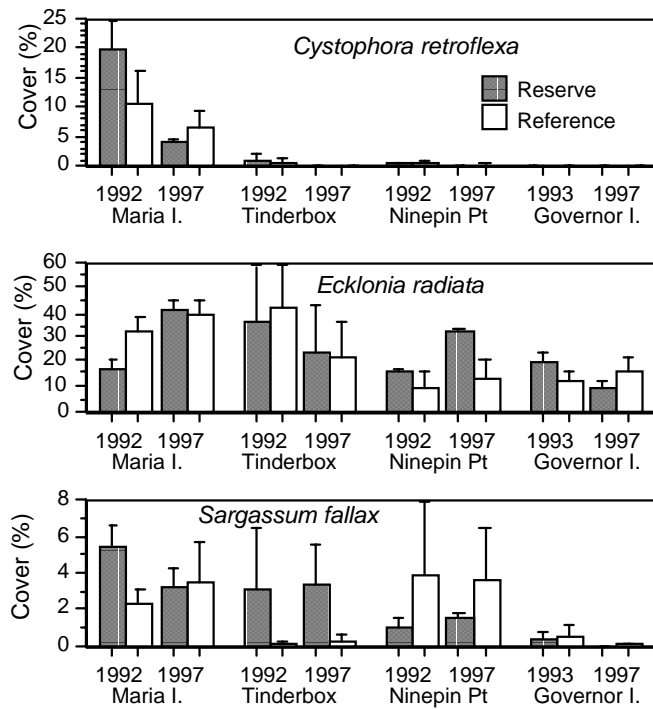 25
20
15
10
5
0
Cover (%)
Cystophora retroflexa
Reserve
Reference
1992 1997 1992 1997 1992 1997 1993 1997
Maria I. Tinderbox Ninepin Pt Governor I.
60
50
40
30
20
10
0
Cover (%)
Ecklonia radiata
1992 1997 1992 1997 1992 1997 1993 1997
Maria I. Tinderbox Ninepin Pt Governor I.
8
6
4
2
0
Cover (%)
Sargassum fallax
1992 1997 1992 1997 1992 1997 1993 1997
Maria I. Tinderbox Ninepin Pt Governor I.